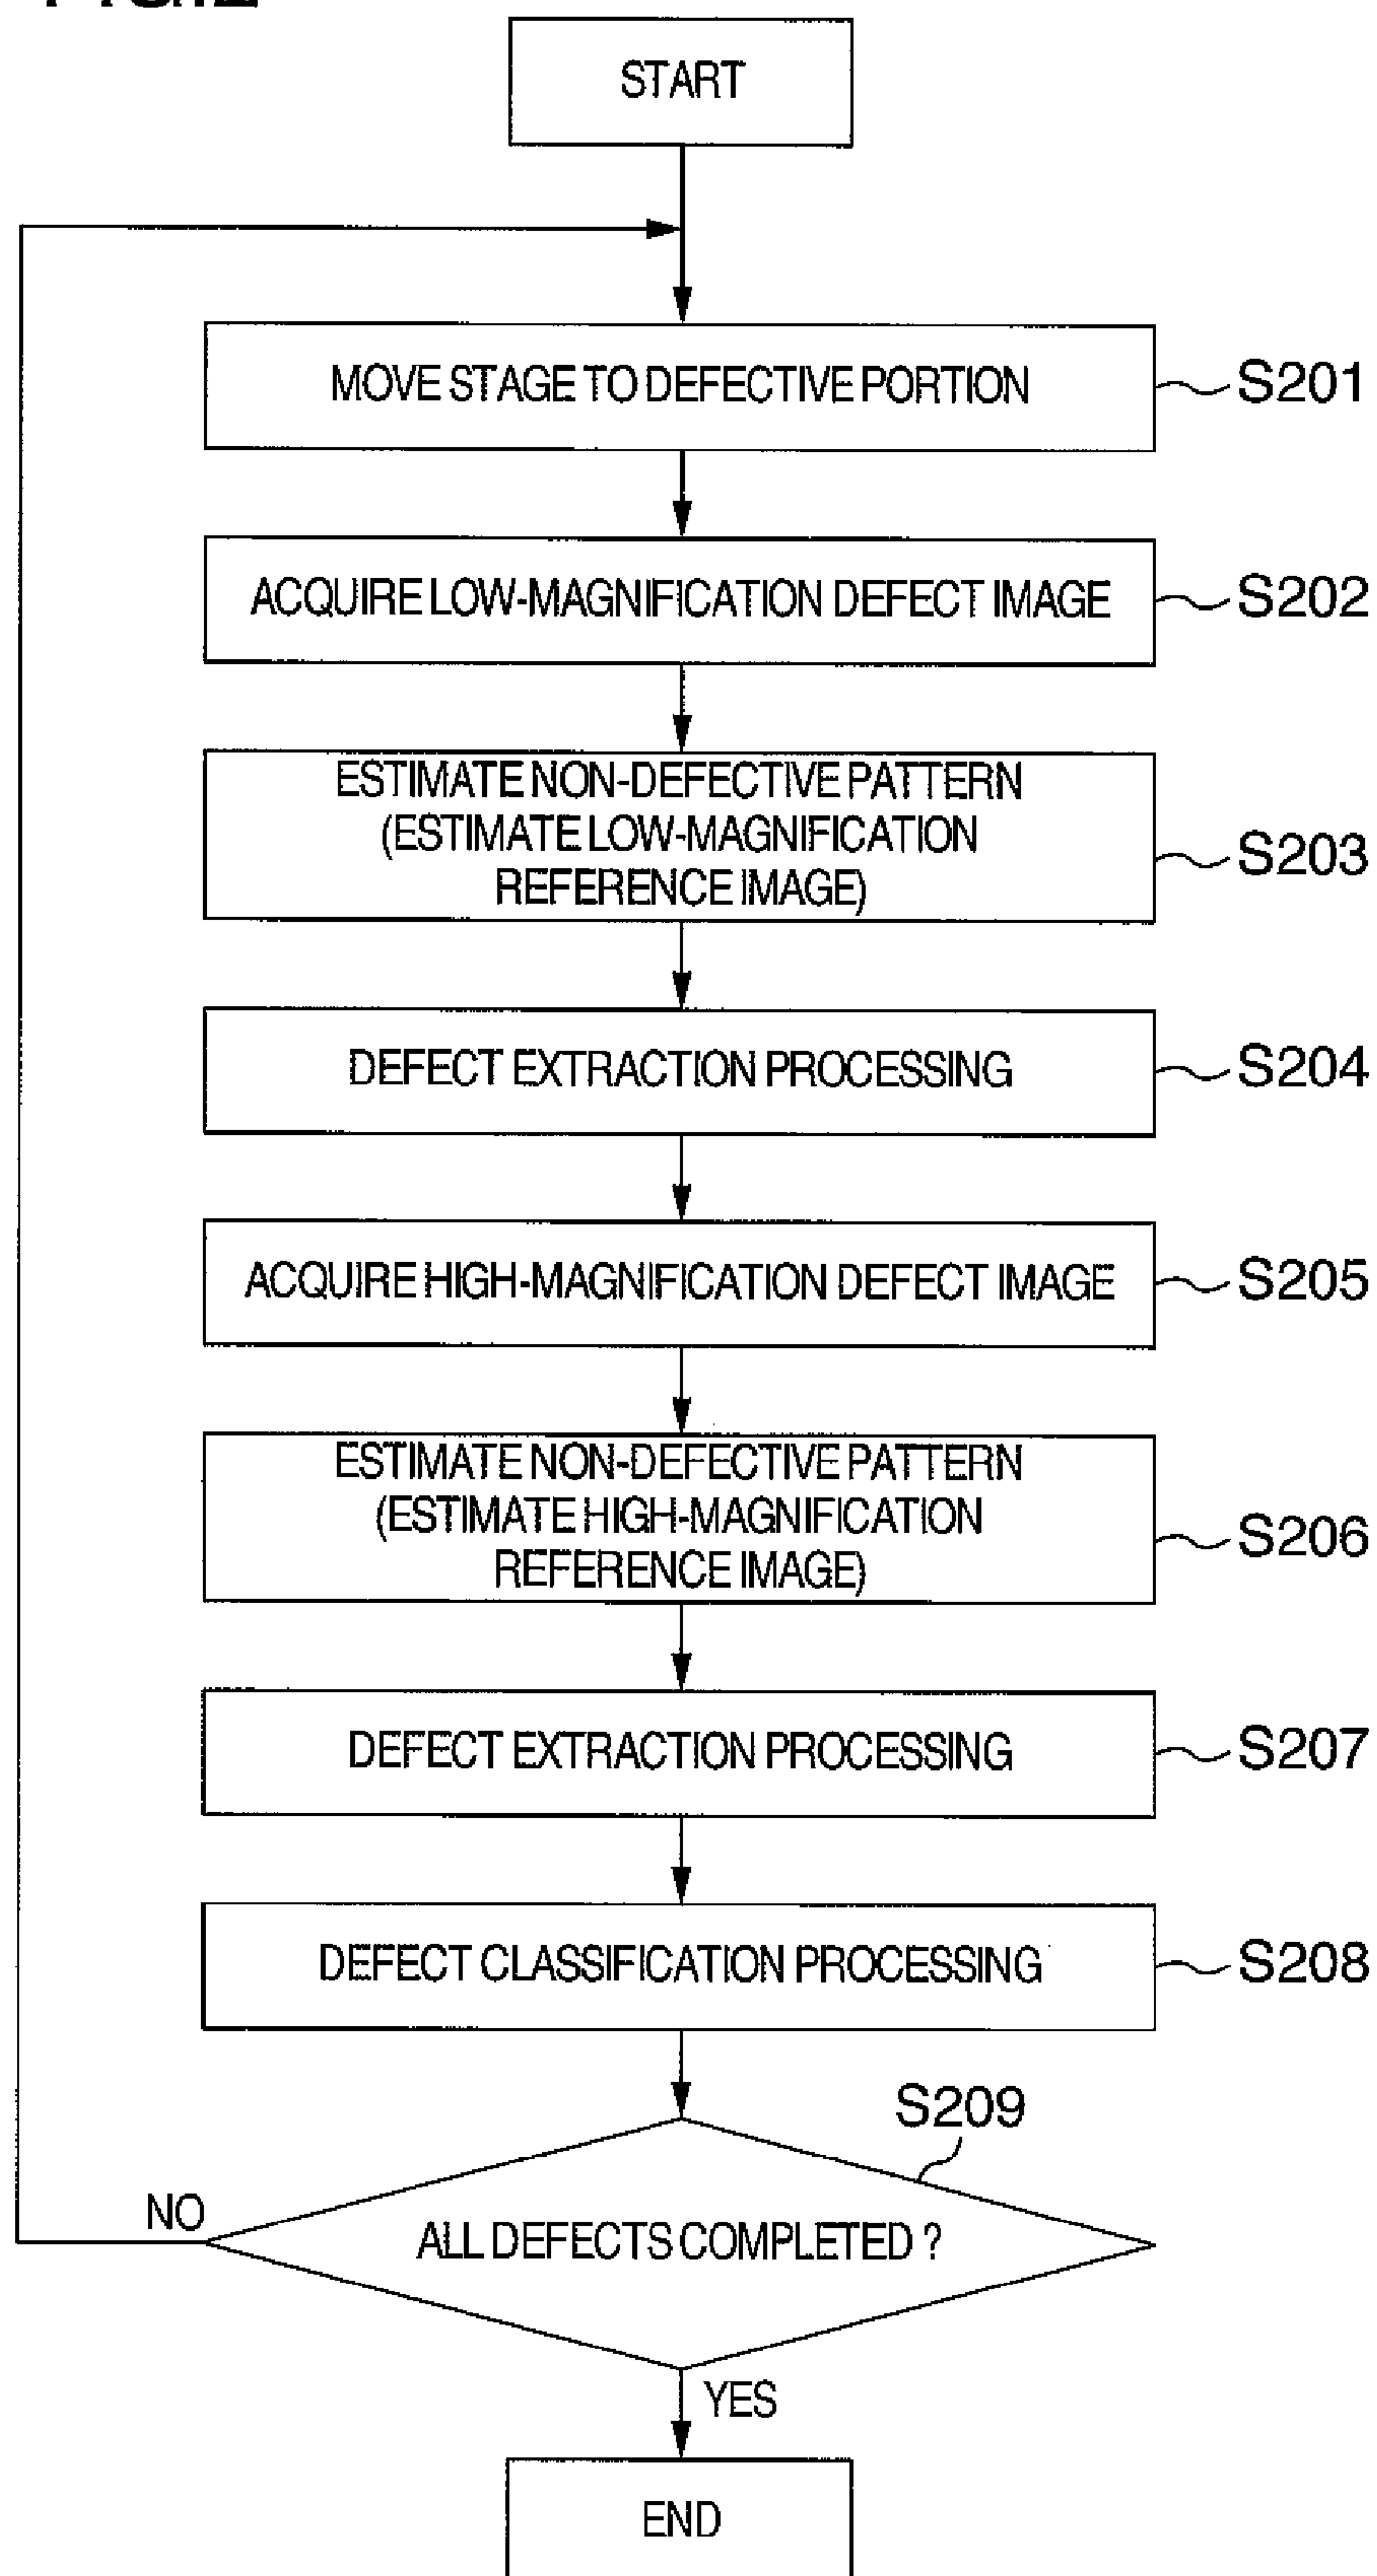 START
MOVE STAGE TO DEFECTIVE PORTION
S201
ACQUIRE LOW-MAGNIFICATION DEFECT IMAGE
S202
ESTIMATE NON-DEFECTIVE PATTERN
(ESTIMATE LOW-MAGNIFICATION
REFERENCE IMAGE)
S203
DEFECT EXTRACTION PROCESSING
S204
ACQUIRE HIGH-MAGNIFICATION DEFECT IMAGE
S205
ESTIMATE NON-DEFECTIVE PATTERN
(ESTIMATE HIGH-MAGNIFICATION
REFERENCE IMAGE)
S206
DEFECT EXTRACTION PROCESSING
S207
DEFECT CLASSIFICATION PROCESSING
S208
S209
NO
ALL DEFECTS COMPLETED ?
YES
END